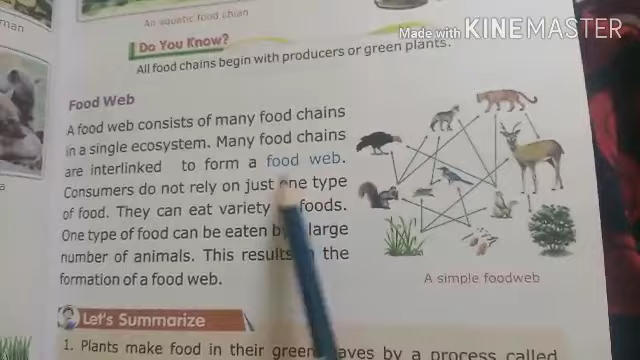 man
An aquatic food chian
Made with KINEMASTER
Do You Know?
All food chains begin with producers or green plants.
Food Web
A food web consists of many food chains
in a single ecosystem. Many food chains
are interlinked to form a food web.
Consumers do not rely on just one type
of food. They can eat variety foods.
One type of food can be eaten by large
number of animals. This results the
formation of a food web.
a
A simple foodweb
Let's Summarize
1. Plants make food in their green aves by a process called